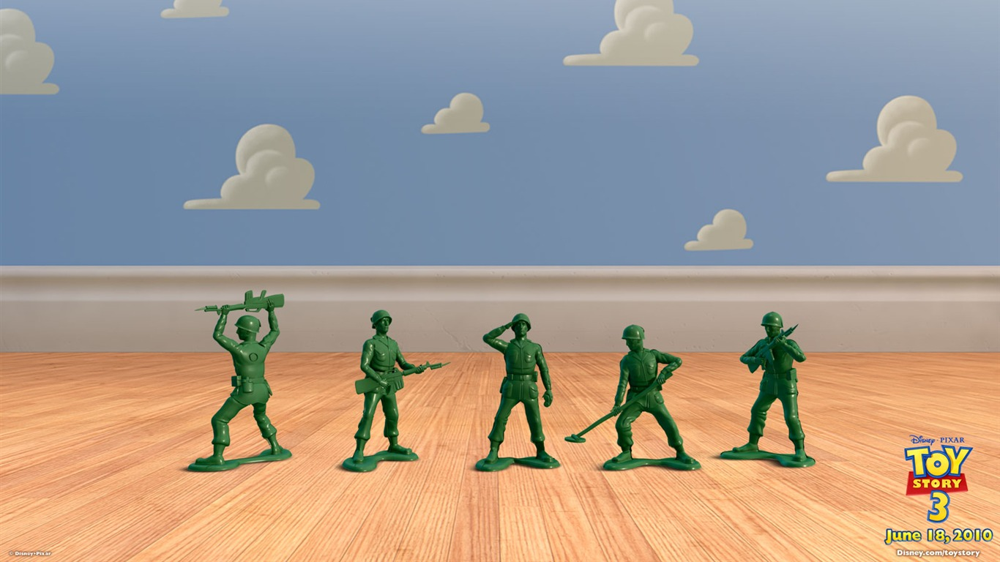 Disney · PIXAR
TOY
STORY
3
June 18, 2010
Disney.com/toystory
© Disney•Pixar